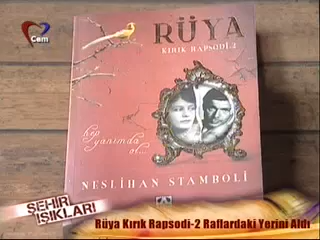 Cem
RÜYA
KIRIK RAPSODİ-2
hep
yanımda
ol...
NESLİHAN STAMBOLİ
ŞEHİR
IŞIKLARI
Rüya Kırık Rapsodi-2 Raflardaki Yerini Aldı